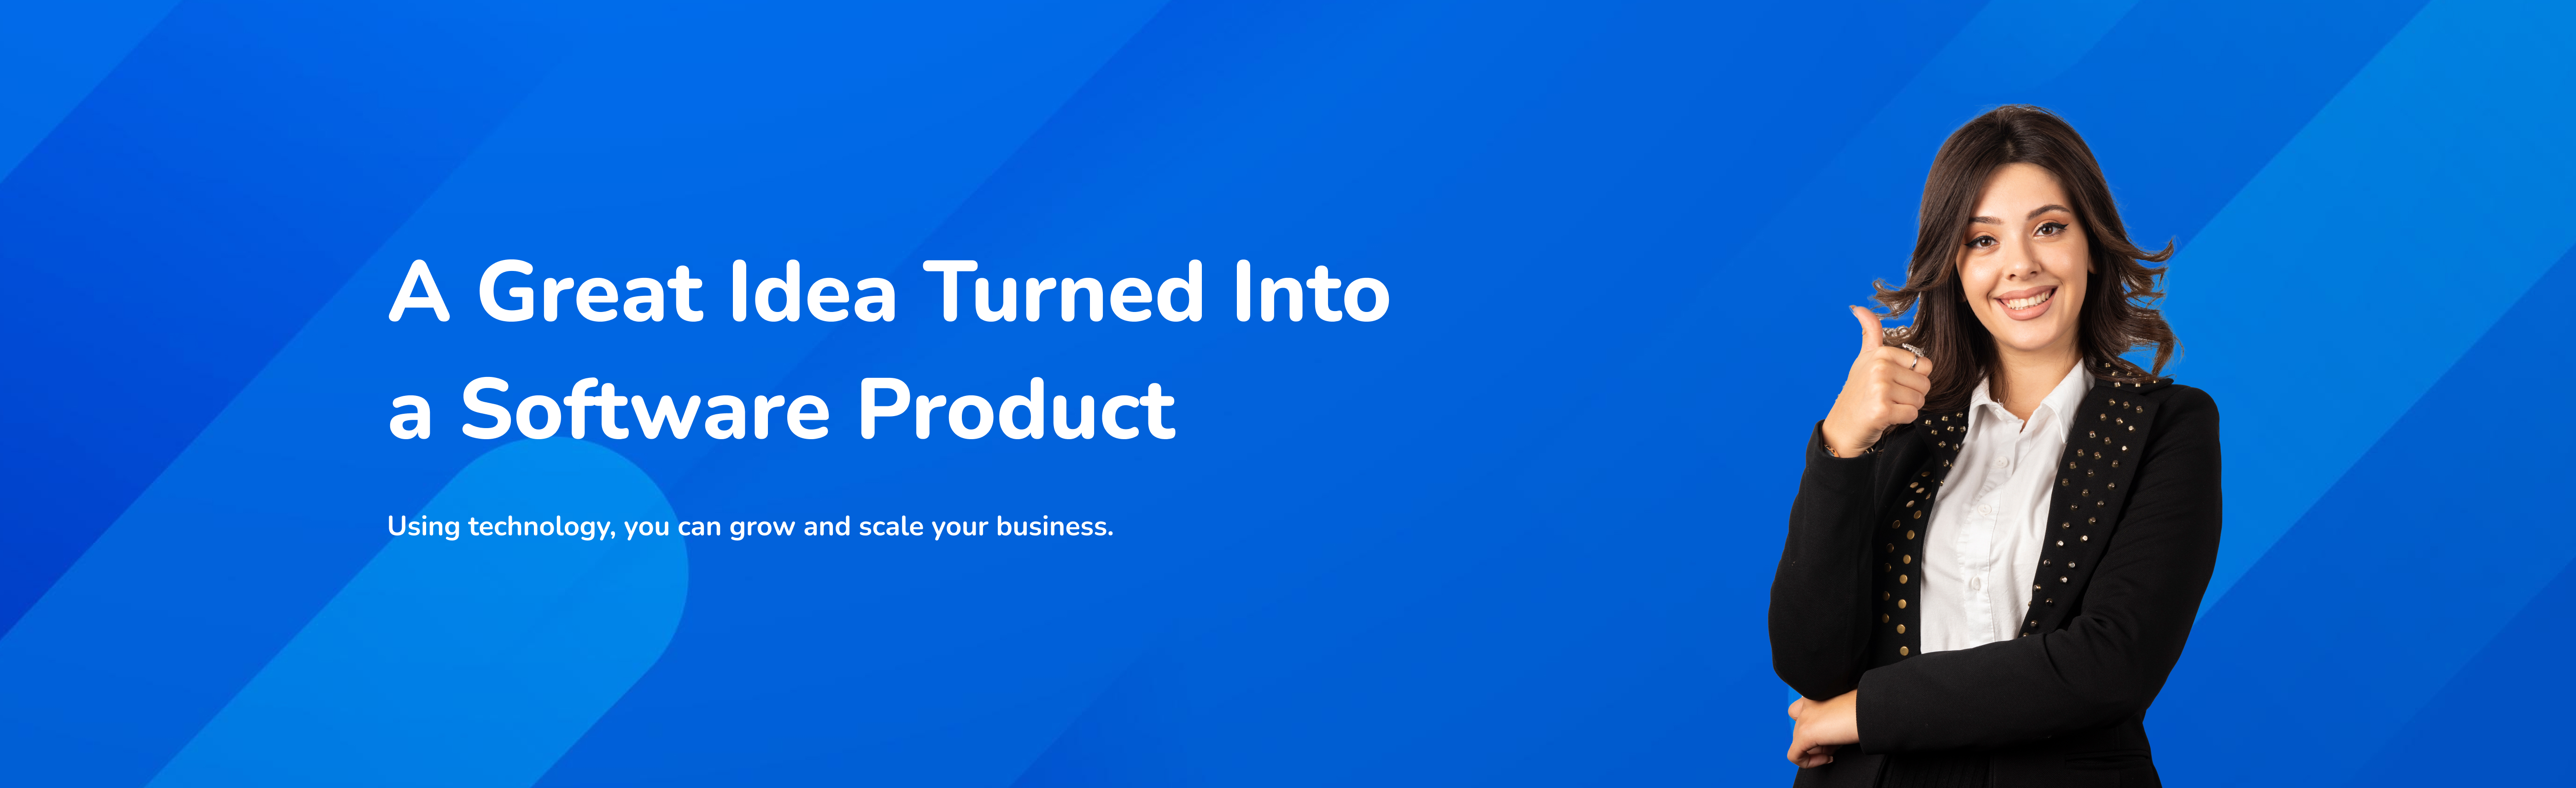 A Great Idea Turned Into
a Software Product
Using technology, you can grow and scale your business.